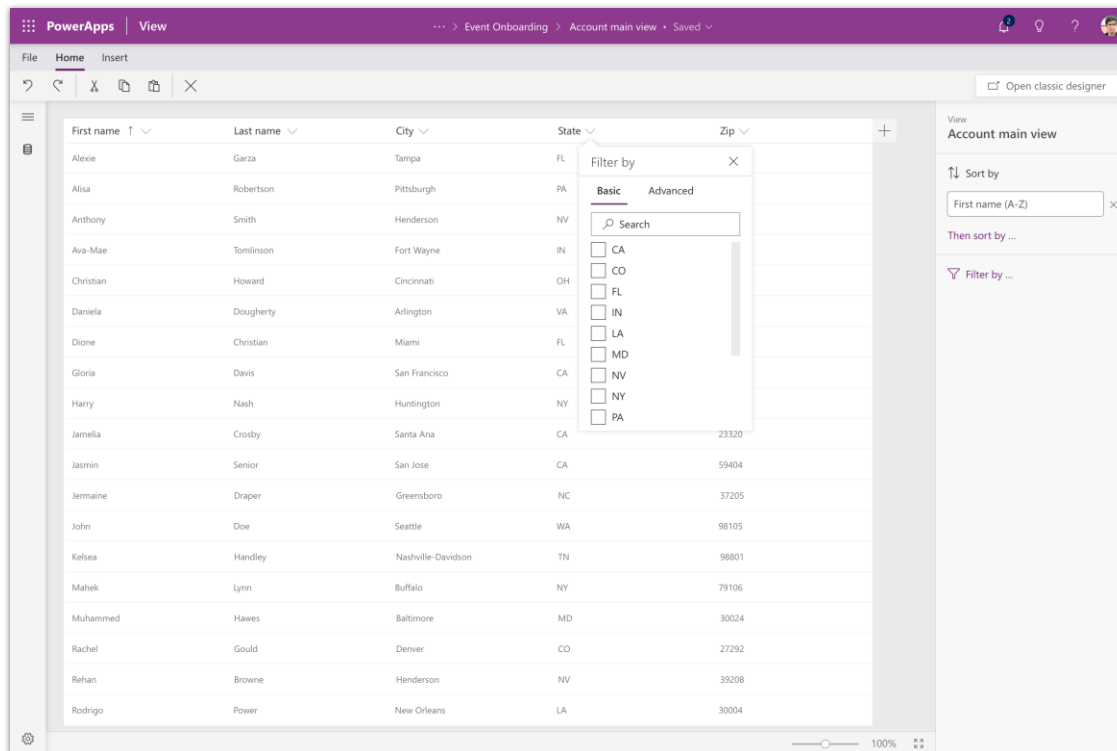 PowerApps View ··· > Event Onboarding > Account main view • Saved 2 ?
File Home Insert
Open classic designer
First name ↑ Last name City State Zip
Alexie Garza Tampa FL
Alisa Robertson Pittsburgh PA
Anthony Smith Henderson NV
Ava-Mae Tomlinson Fort Wayne IN
Christian Howard Cincinnati OH
Daniela Dougherty Arlington VA
Dione Christian Miami FL
Gloria Davis San Francisco CA
Harry Nash Huntington NY
Jamelia Crosby Santa Ana CA 23320
Jasmin Senior San Jose CA 59404
Jermaine Draper Greensboro NC 37205
John Doe Seattle WA 98105
Kelsea Handley Nashville-Davidson TN 98801
Mahek Lynn Buffalo NY 79106
Muhammed Hawes Baltimore MD 30024
Rachel Gould Denver CO 27292
Rehan Browne Henderson NV 39208
Rodrigo Power New Orleans LA 30004
Filter by
Basic Advanced
Search
CA
CO
FL
IN
LA
MD
NV
NY
PA
View
Account main view
Sort by
First name (A-Z)
Then sort by ...
Filter by ...
100%